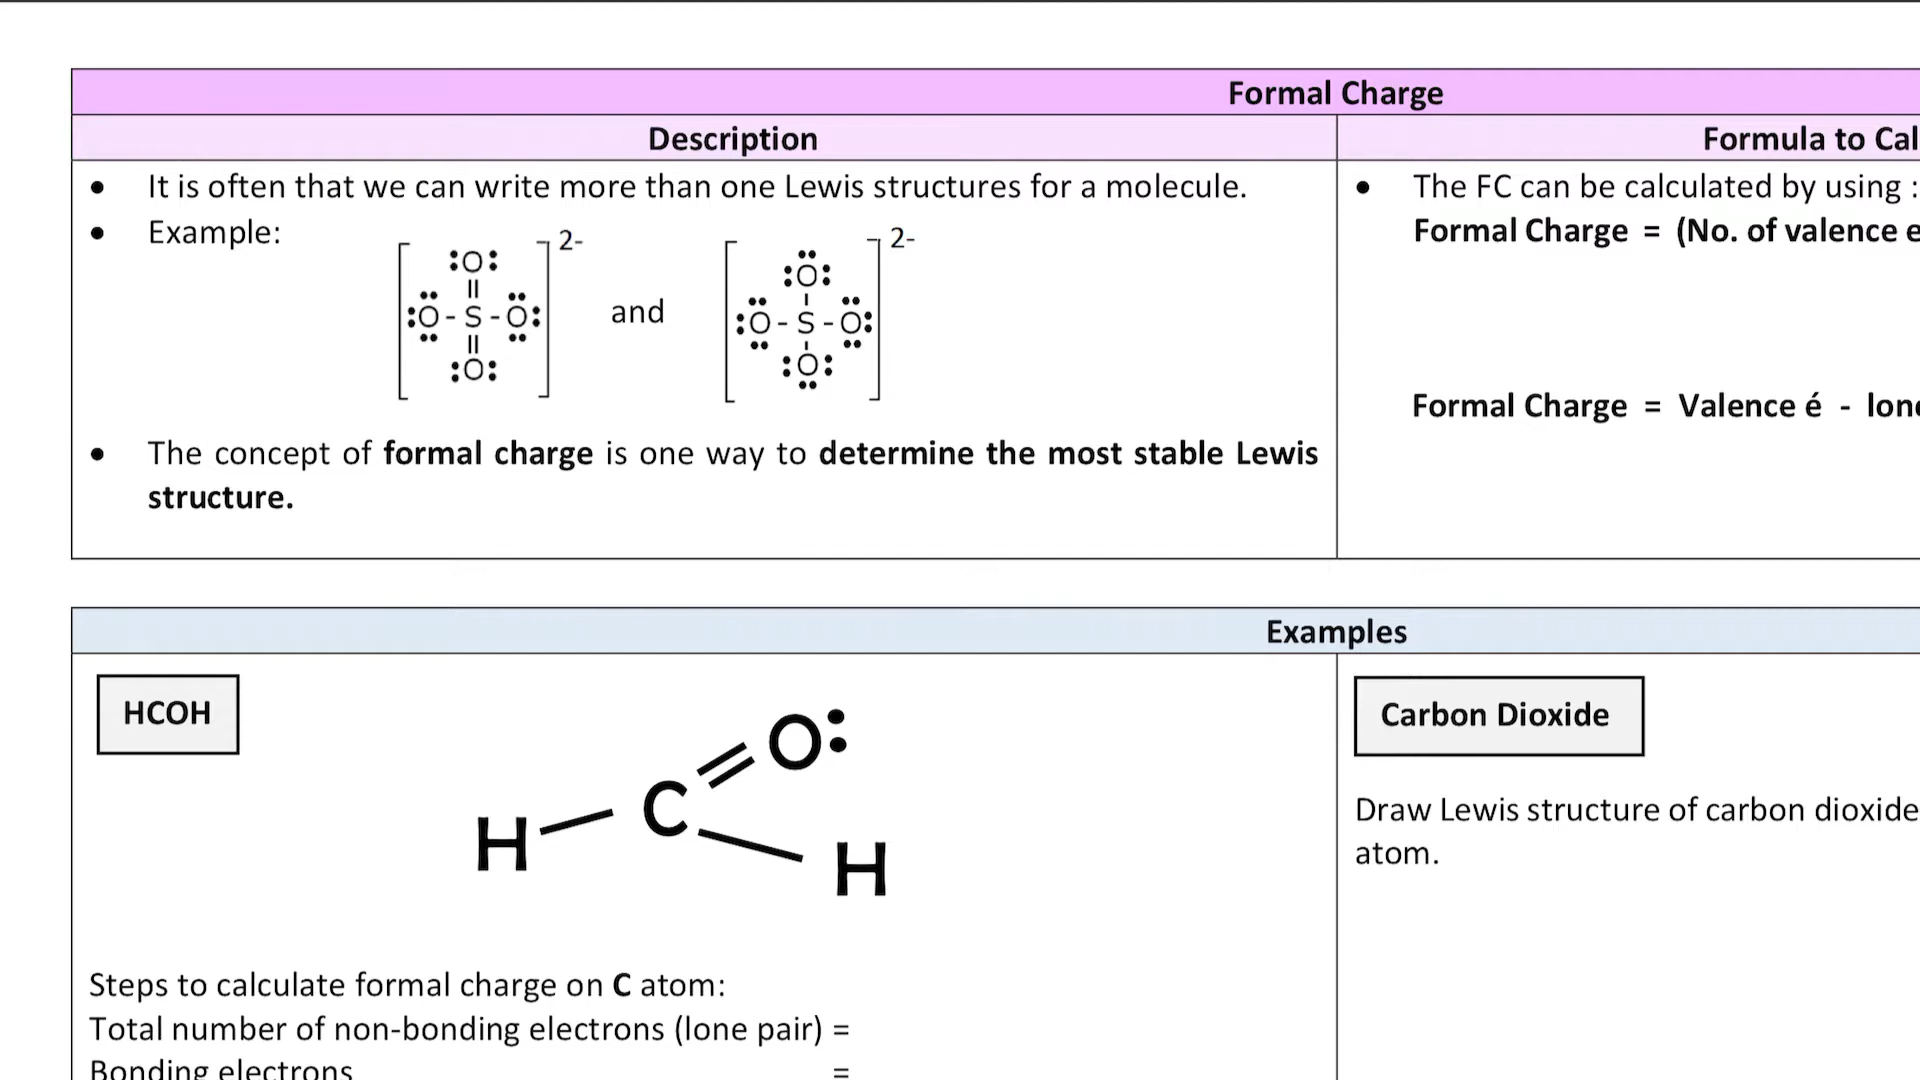 Formal Charge
Description
Formula to Cal
• It is often that we can write more than one Lewis structures for a molecule.
• Example:
2-
:O:
||
:O - S - O:
||
:O:
and
2-
:O:
|
:O - S - O:
|
:O:
• The concept of formal charge is one way to determine the most stable Lewis
structure.
• The FC can be calculated by using :
Formal Charge = (No. of valence e
Formal Charge = Valence é - lone
Examples
HCOH
O:
C
H
H
Steps to calculate formal charge on C atom:
Total number of non-bonding electrons (lone pair) =
Bonding electrons =
Carbon Dioxide
Draw Lewis structure of carbon dioxide
atom.